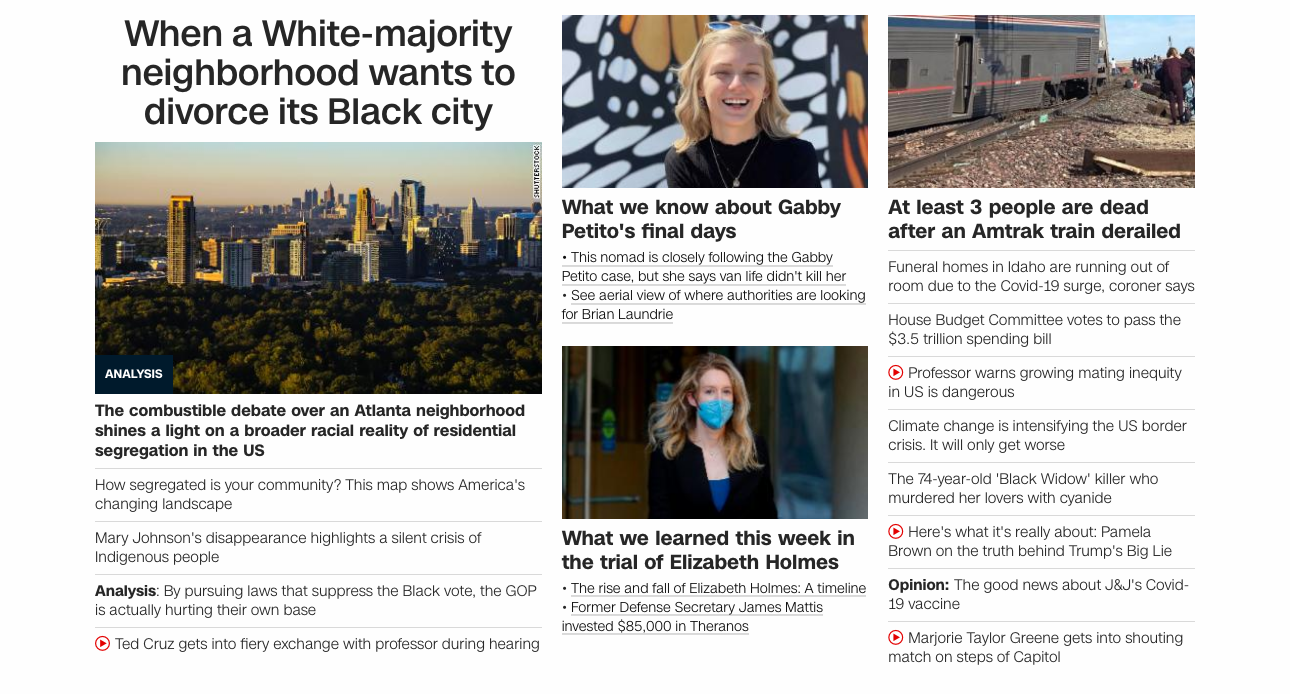 When a White-majority
neighborhood wants to
divorce its Black city
SHUTTERSTOCK
ANALYSIS
The combustible debate over an Atlanta neighborhood
shines a light on a broader racial reality of residential
segregation in the US
How segregated is your community? This map shows America's
changing landscape
Mary Johnson's disappearance highlights a silent crisis of
Indigenous people
Analysis: By pursuing laws that suppress the Black vote, the GOP
is actually hurting their own base
Ted Cruz gets into fiery exchange with professor during hearing
What we know about Gabby
Petito's final days
• This nomad is closely following the Gabby
Petito case, but she says van life didn't kill her
• See aerial view of where authorities are looking
for Brian Laundrie
What we learned this week in
the trial of Elizabeth Holmes
• The rise and fall of Elizabeth Holmes: A timeline
• Former Defense Secretary James Mattis
invested $85,000 in Theranos
At least 3 people are dead
after an Amtrak train derailed
Funeral homes in Idaho are running out of
room due to the Covid-19 surge, coroner says
House Budget Committee votes to pass the
$3.5 trillion spending bill
Professor warns growing mating inequity
in US is dangerous
Climate change is intensifying the US border
crisis. It will only get worse
The 74-year-old 'Black Widow' killer who
murdered her lovers with cyanide
Here's what it's really about: Pamela
Brown on the truth behind Trump's Big Lie
Opinion: The good news about J&J's Covid-
19 vaccine
Marjorie Taylor Greene gets into shouting
match on steps of Capitol